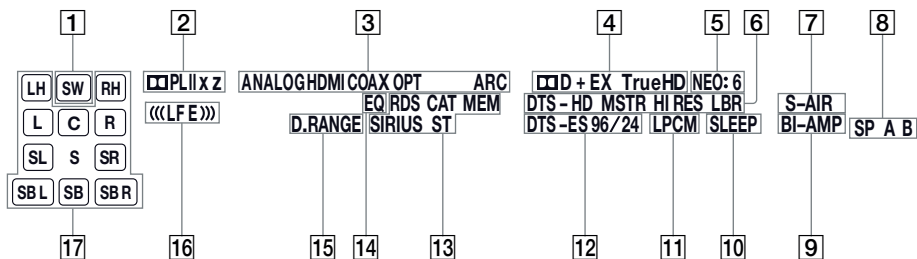 1 2 3 4 5 6 7 8
LH SW RH
L C R
SL S SR
SBL SB SBR
PLII x z
(((LFE)))
ANALOG HDMI COAX OPT ARC
EQ RDS CAT MEM
D.RANGE SIRIUS ST
D + EX TrueHD NEO: 6
DTS-HD MSTR HI RES LBR
DTS-ES 96/24 LPCM SLEEP
S-AIR
BI-AMP
SP A B
17 16 15 14 13 12 11 10 9